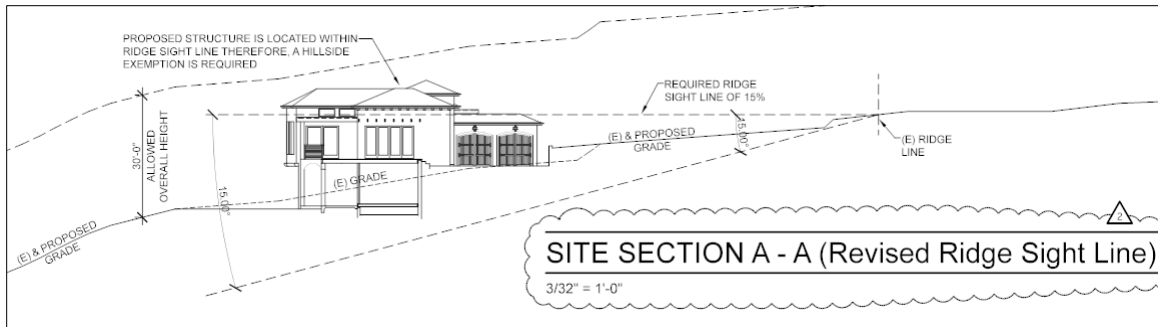 PROPOSED STRUCTURE IS LOCATED WITHIN
RIDGE SIGHT LINE THEREFORE, A HILLSIDE
EXEMPTION IS REQUIRED
REQUIRED RIDGE
SIGHT LINE OF 15%
30'-0"
ALLOWED
OVERALL HEIGHT
15.00°
(E) & PROPOSED
GRADE
(E) GRADE
(E) & PROPOSED
GRADE
15.00°
(E) RIDGE
LINE
2
SITE SECTION A - A (Revised Ridge Sight Line)
3/32" = 1'-0"